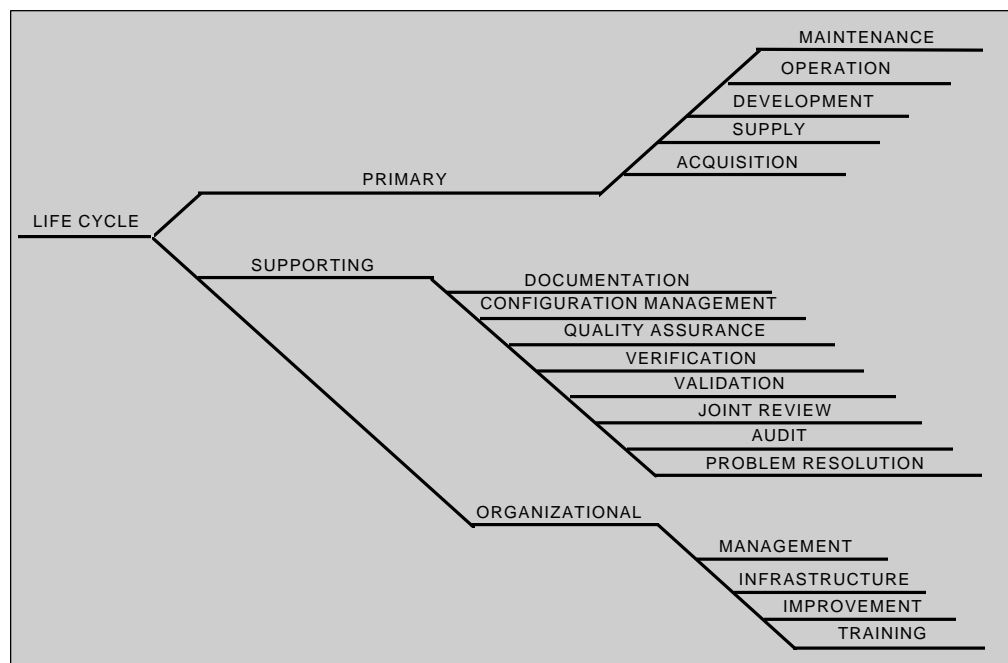 MAINTENANCE
OPERATION
DEVELOPMENT
SUPPLY
ACQUISITION
PRIMARY
LIFE CYCLE
SUPPORTING
DOCUMENTATION
CONFIGURATION MANAGEMENT
QUALITY ASSURANCE
VERIFICATION
VALIDATION
JOINT REVIEW
AUDIT
PROBLEM RESOLUTION
ORGANIZATIONAL
MANAGEMENT
INFRASTRUCTURE
IMPROVEMENT
TRAINING